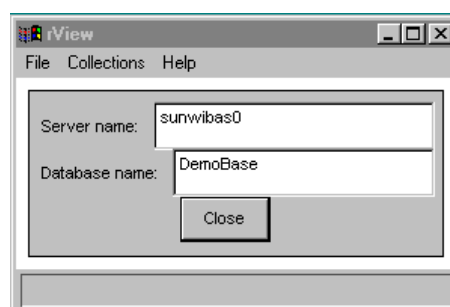 rView
File Collections Help
Server name: sunwibas0
Database name: DemoBase
Close